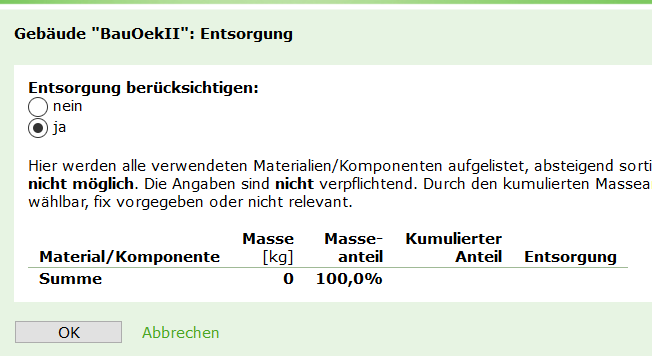 Gebäude "BauOekII": Entsorgung
Entsorgung berücksichtigen:
nein
ja
Hier werden alle verwendeten Materialien/Komponenten aufgelistet, absteigend sorti
nicht möglich. Die Angaben sind nicht verpflichtend. Durch den kumulierten Massea
wählbar, fix vorgegeben oder nicht relevant.
Masse Masse- Kumulierter
Material/Komponente [kg] anteil Anteil Entsorgung
Summe 0 100,0%
OK Abbrechen